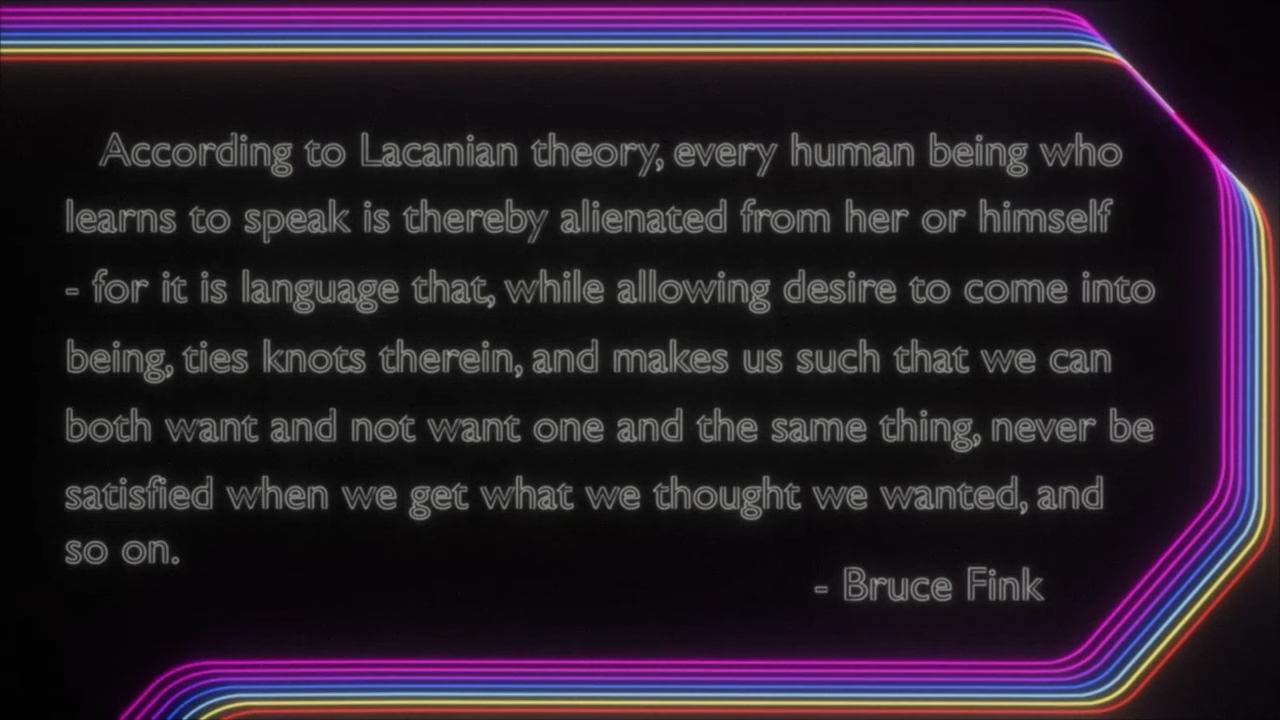 According to Lacanian theory, every human being who
learns to speak is thereby alienated from her or himself
- for it is language that, while allowing desire to come into
being, ties knots therein, and makes us such that we can
both want and not want one and the same thing, never be
satisfied when we get what we thought we wanted, and
so on.
- Bruce Fink